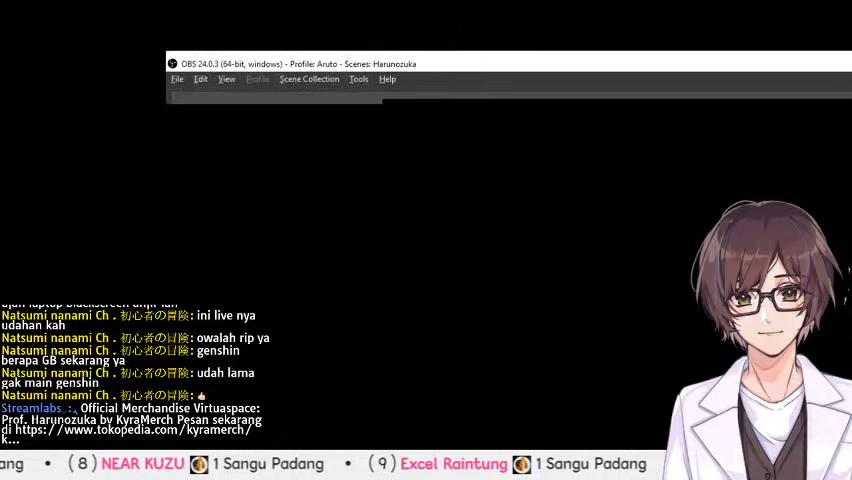 OBS 24.0.3 (64-bit, windows) - Profile: Aruto - Scenes: Harunozuka
File Edit View Profile Scene Collection Tools Help
laptop blackscreen
Natsumi nanami Ch . 初心者の冒険: ini live nya
udahan kah
Natsumi nanami Ch . 初心者の冒険: owalah rip ya
Natsumi nanami Ch . 初心者の冒険: genshin
berapa GB sekarang ya
Natsumi nanami Ch . 初心者の冒険: udah lama
gak main genshin
Natsumi nanami Ch . 初心者の冒険: 👍🏻
Streamlabs : Official Merchandise Virtuaspace:
Prof. Harunozuka by KyraMerch Pesan sekarang
di https://www.tokopedia.com/kyramerch/
k...
ang • (8) NEAR KUZU 1 Sangu Padang • (9) Excel Raintung 1 Sangu Padang